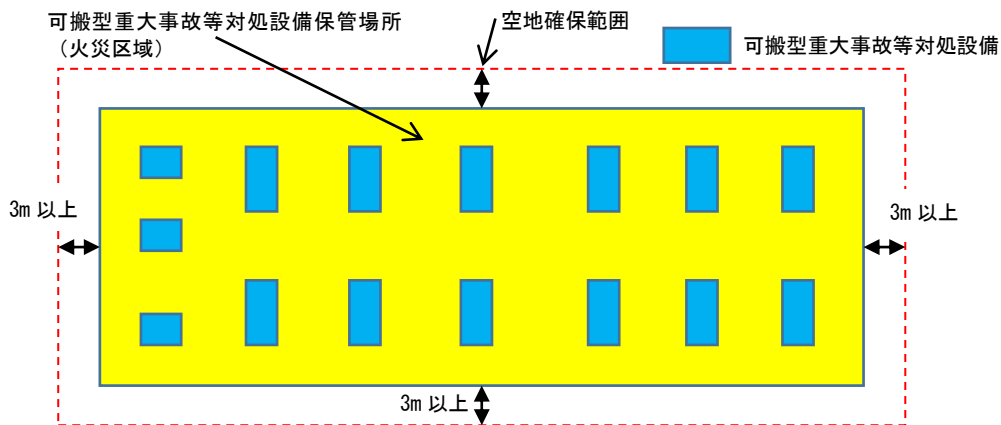 可搬型重大事故等対処設備保管場所
（火災区域）
空地確保範囲
可搬型重大事故等対処設備
3m 以上
3m 以上
3m 以上